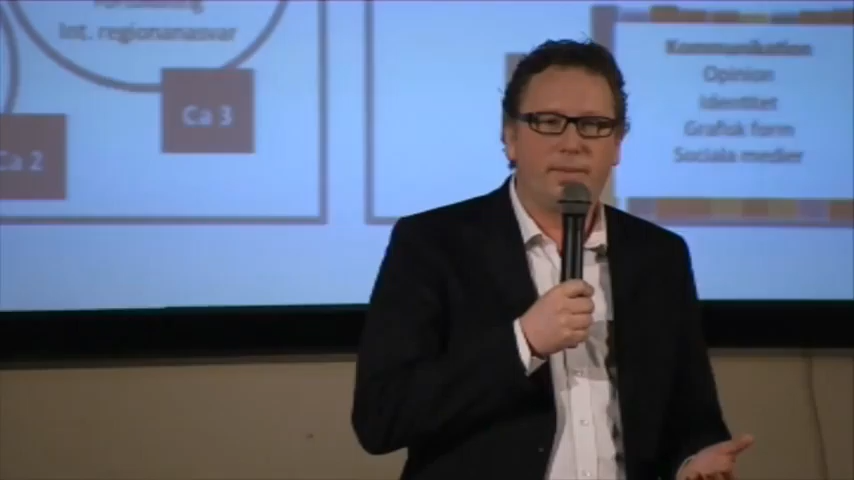 Int. regionansvar
Ca 3
Ca 2
Kommunikation
Opinion
Identitet
Grafisk form
Sociala medier